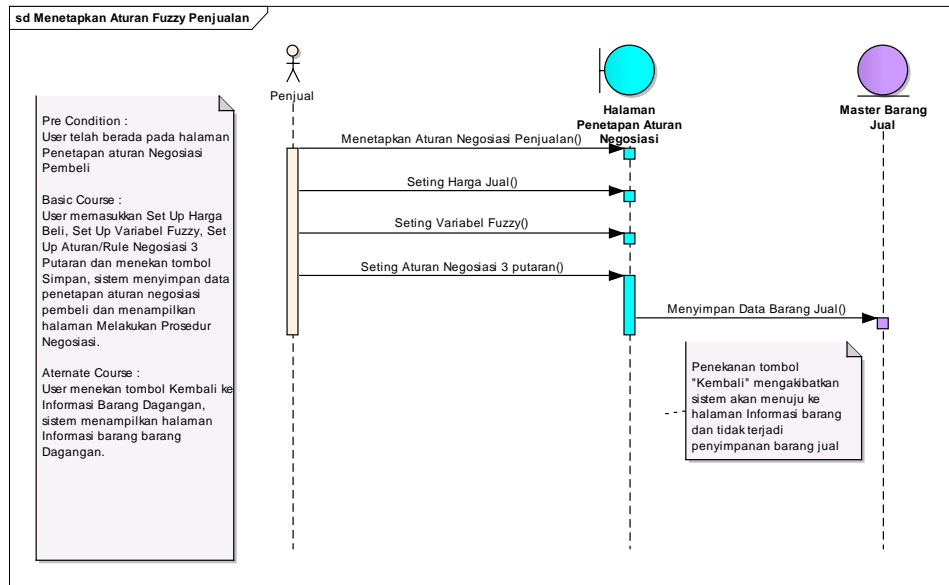 sd Menetapkan Aturan Fuzzy Penjualan
Pre Condition :
User telah berada pada halaman
Penetapan aturan Negosiasi
Pembeli
Basic Course :
User memasukkan Set Up Harga
Beli, Set Up Variabel Fuzzy, Set
Up Aturan/Rule Negosiasi 3
Putaran dan menekan tombol
Simpan, sistem menyimpan data
penetapan aturan negosiasi
pembeli dan menampilkan
halaman Melakukan Prosedur
Negosiasi.
Aternate Course :
User menekan tombol Kembali ke
Informasi Barang Dagangan,
sistem menampilkan halaman
Informasi barang barang
Dagangan.
Penjual
Halaman
Penetapan Aturan
Negosiasi
Master Barang
Jual
Menetapkan Aturan Negosiasi Penjualan()
Seting Harga Jual()
Seting Variabel Fuzzy()
Seting Aturan Negosiasi 3 putaran()
Menyimpan Data Barang Jual()
Penekanan tombol
"Kembali" mengakibatkan
sistem akan menuju ke
halaman Informasi barang
dan tidak terjadi
penyimpanan barang jual